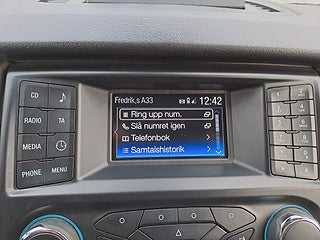 Fredrik,s A33 12:42
Ring upp num.
Slå numret igen
Telefonbok
Samtalshistorik
CD
RADIO TA
MEDIA
PHONE MENU